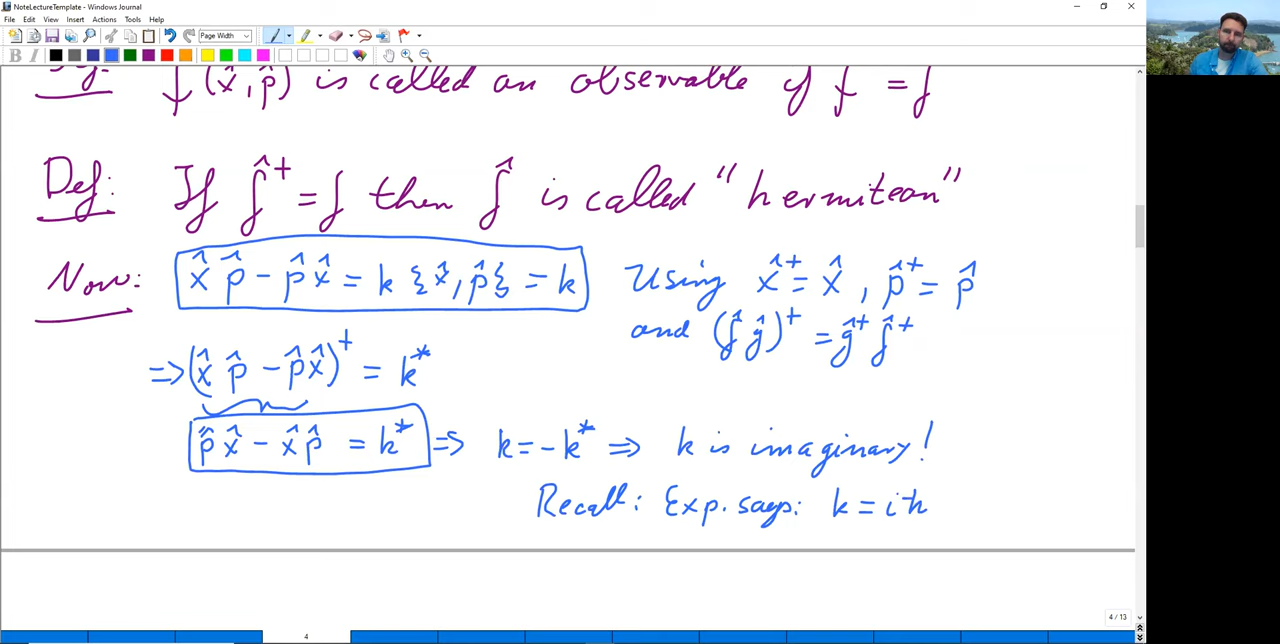 NoteLectureTemplate - Windows Journal
File Edit View Insert Actions Tools Help
Page Width
B I
f (x̂, p̂) is called an observable if f = f
Def: If f̂⁺ = f then f̂ is called "hermitean"
Now: x̂ p̂ - p̂ x̂ = k {x̂, p̂} = k Using x̂⁺ = x̂, p̂⁺ = p̂
and (f̂ ĝ)⁺ = ĝ⁺ f̂⁺
=> (x̂ p̂ - p̂ x̂)⁺ = k*
p̂ x̂ - x̂ p̂ = k* => k = -k* => k is imaginary!
Recall: Exp. says: k = iħ
4 / 13
4